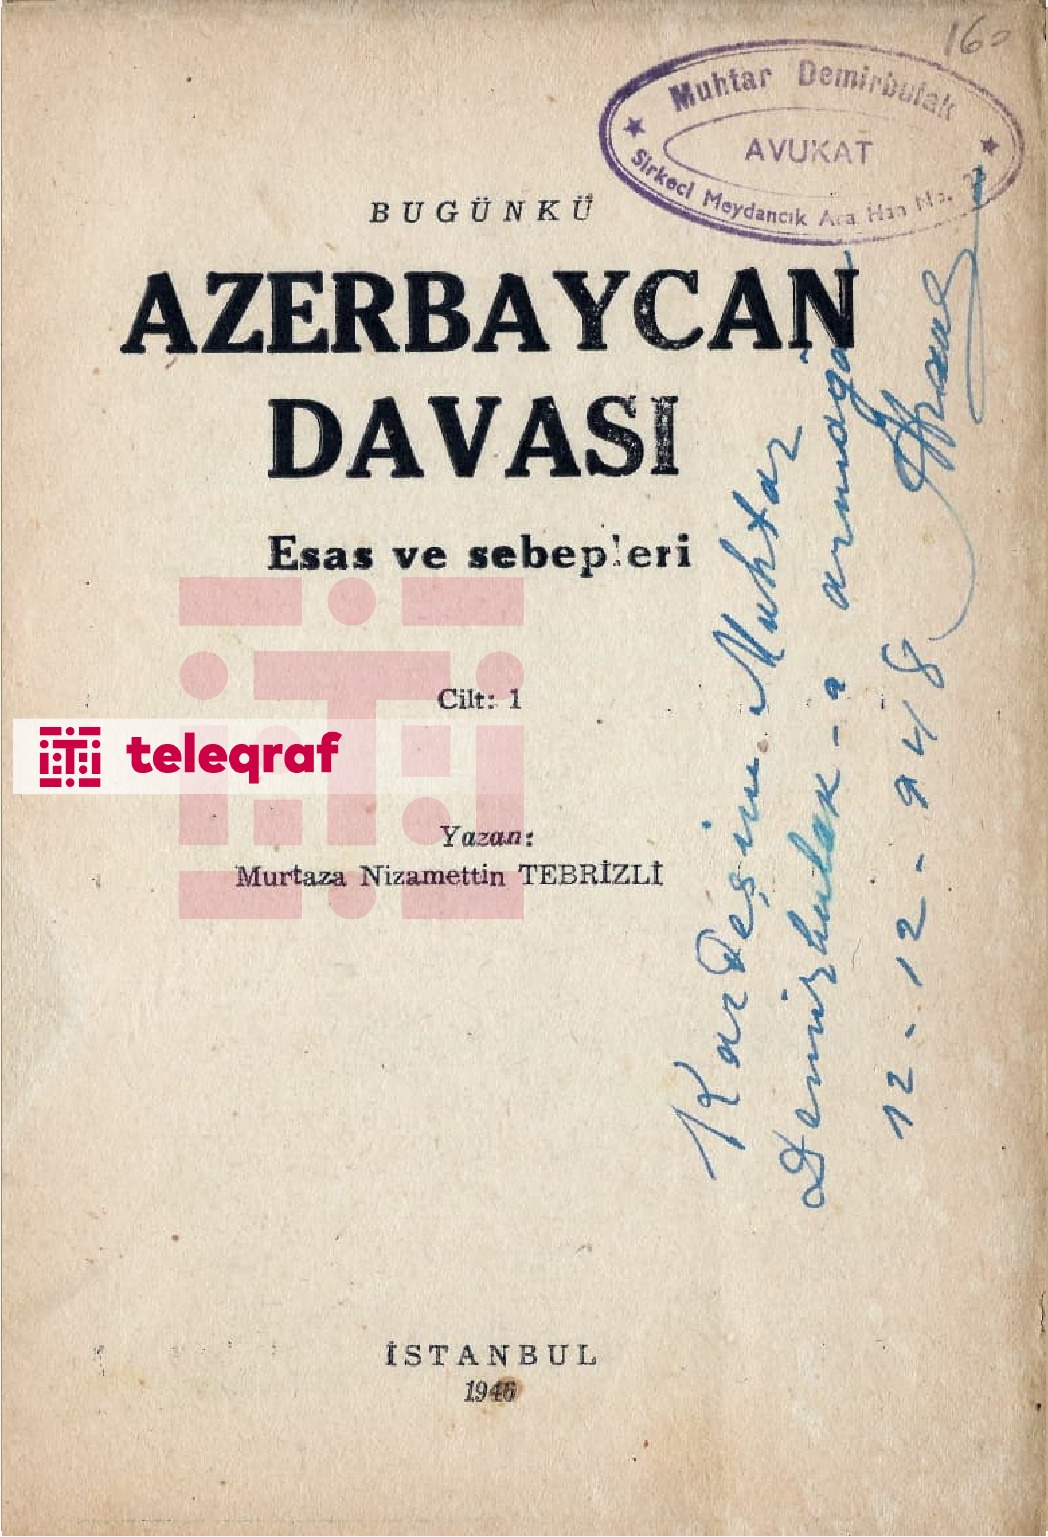 160
Muhtar Demirbulak
AVUKAT
Sirkeci Meydancık Ara Han No.
BUGÜNKÜ
AZERBAYCAN
DAVASI
Esas ve sebepleri
Cilt: 1
teleqraf
Yazan:
Murtaza Nizamettin TEBRİZLİ
Kardeşim Muhtar
Demirbulak-a armağan
12-12-948
İSTANBUL
1946